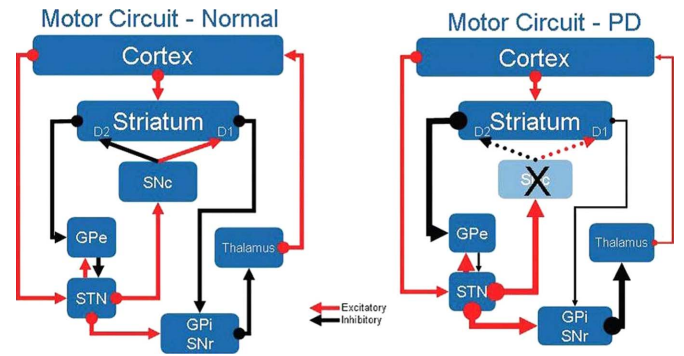 Motor Circuit - Normal
Cortex
Striatum
D2
D1
SNc
GPe
Thalamus
STN
GPi
SNr
Excitatory
Inhibitory
Motor Circuit - PD
Cortex
Striatum
D2
D1
SNc
GPe
Thalamus
STN
GPi
SNr